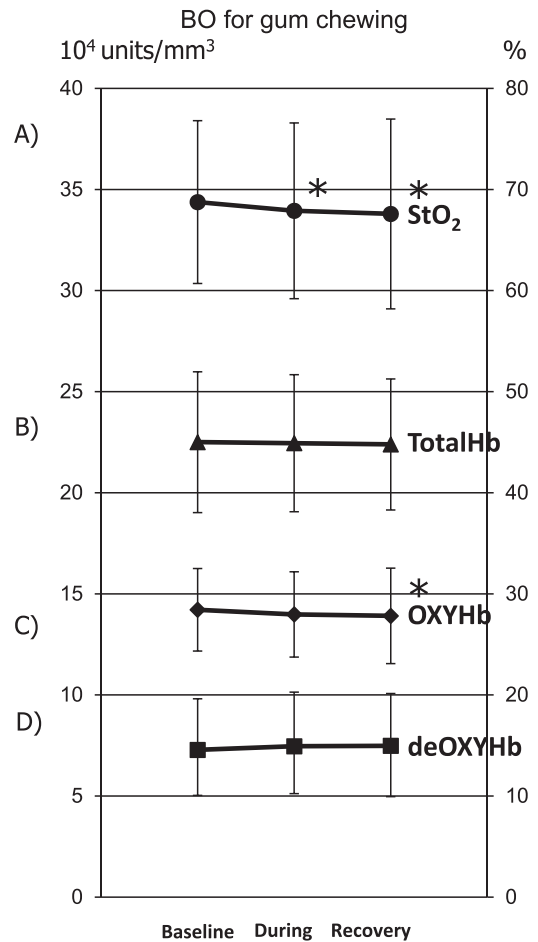 BO for gum chewing
10⁴ units/mm³ %
40 80
A)
35 70
* *
StO₂
30 60
25 50
B) TotalHb
20 40
15 30
*
C) OXYHb
10 20
D) deOXYHb
5 10
0 0
Baseline During Recovery